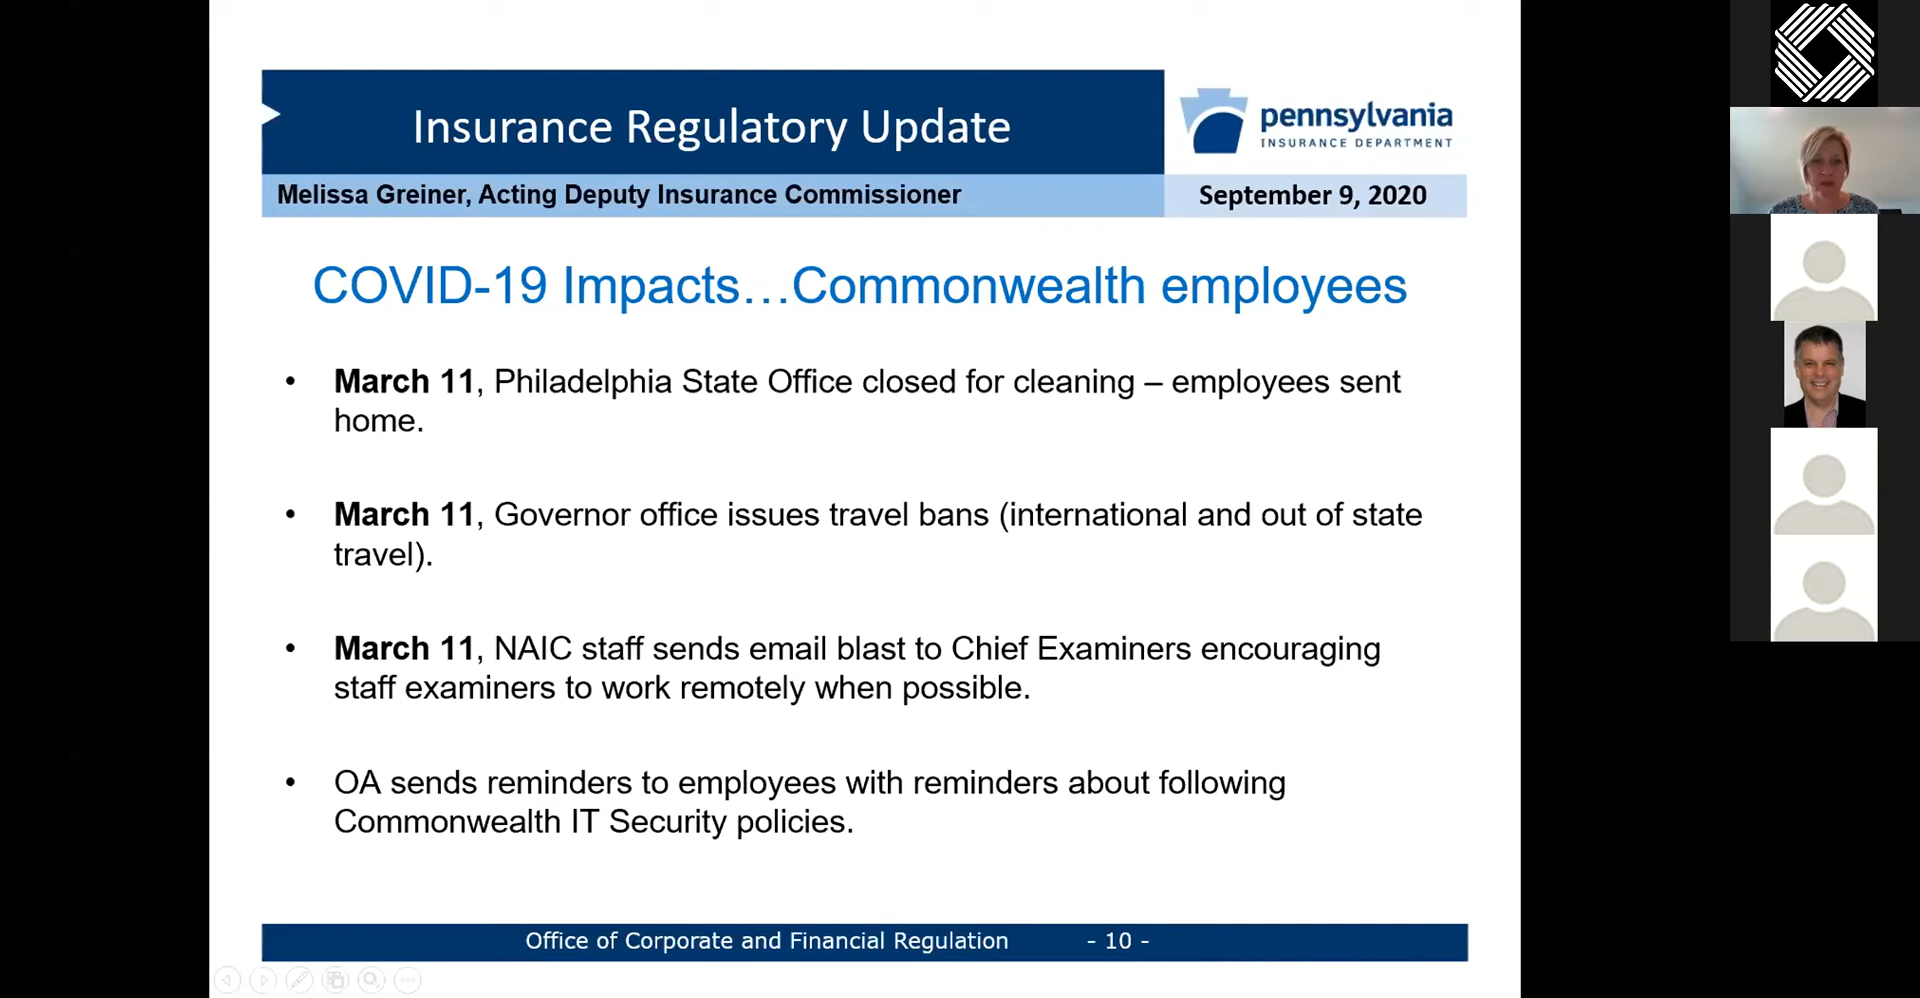 Insurance Regulatory Update
pennsylvania
INSURANCE DEPARTMENT
Melissa Greiner, Acting Deputy Insurance Commissioner
September 9, 2020
COVID-19 Impacts…Commonwealth employees
• March 11, Philadelphia State Office closed for cleaning – employees sent
home.
• March 11, Governor office issues travel bans (international and out of state
travel).
• March 11, NAIC staff sends email blast to Chief Examiners encouraging
staff examiners to work remotely when possible.
• OA sends reminders to employees with reminders about following
Commonwealth IT Security policies.
Office of Corporate and Financial Regulation - 10 -